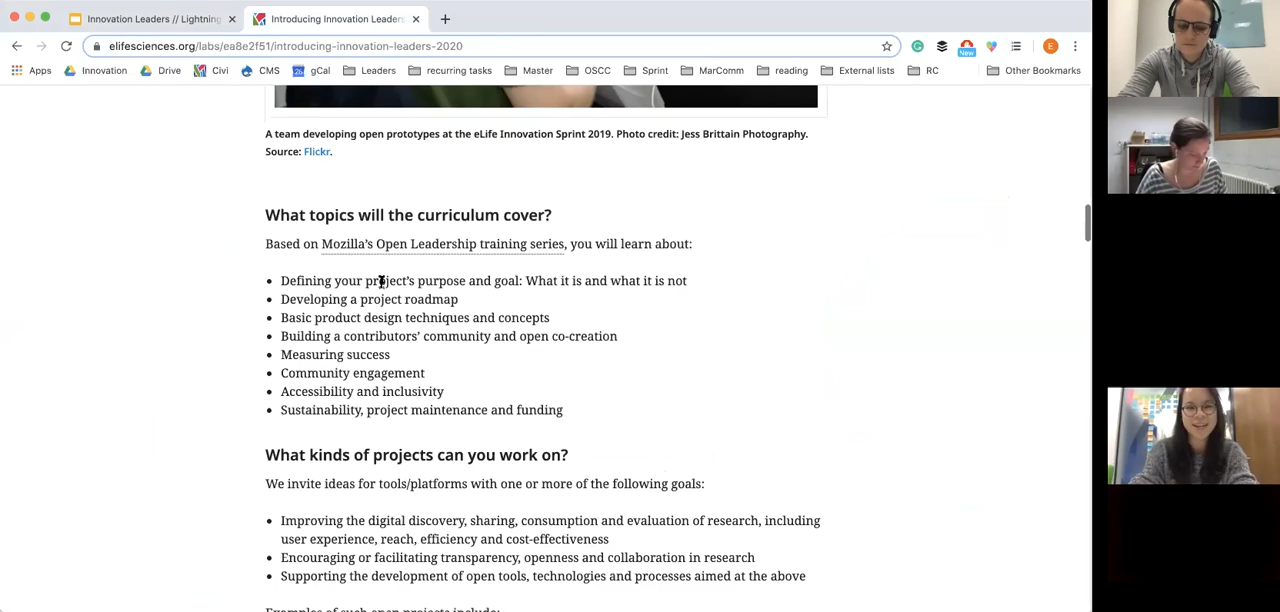 Innovation Leaders // Lightning
Introducing Innovation Leaders
elifesciences.org/labs/ea8e2f51/introducing-innovation-leaders-2020
New
E
Apps Innovation Drive Civi CMS gCal Leaders recurring tasks Master OSCC Sprint MarComm reading External lists RC Other Bookmarks
A team developing open prototypes at the eLife Innovation Sprint 2019. Photo credit: Jess Brittain Photography.
Source: Flickr.
What topics will the curriculum cover?
Based on Mozilla’s Open Leadership training series, you will learn about:
• Defining your project’s purpose and goal: What it is and what it is not
• Developing a project roadmap
• Basic product design techniques and concepts
• Building a contributors’ community and open co-creation
• Measuring success
• Community engagement
• Accessibility and inclusivity
• Sustainability, project maintenance and funding
What kinds of projects can you work on?
We invite ideas for tools/platforms with one or more of the following goals:
• Improving the digital discovery, sharing, consumption and evaluation of research, including
user experience, reach, efficiency and cost-effectiveness
• Encouraging or facilitating transparency, openness and collaboration in research
• Supporting the development of open tools, technologies and processes aimed at the above
Examples of such open projects include: